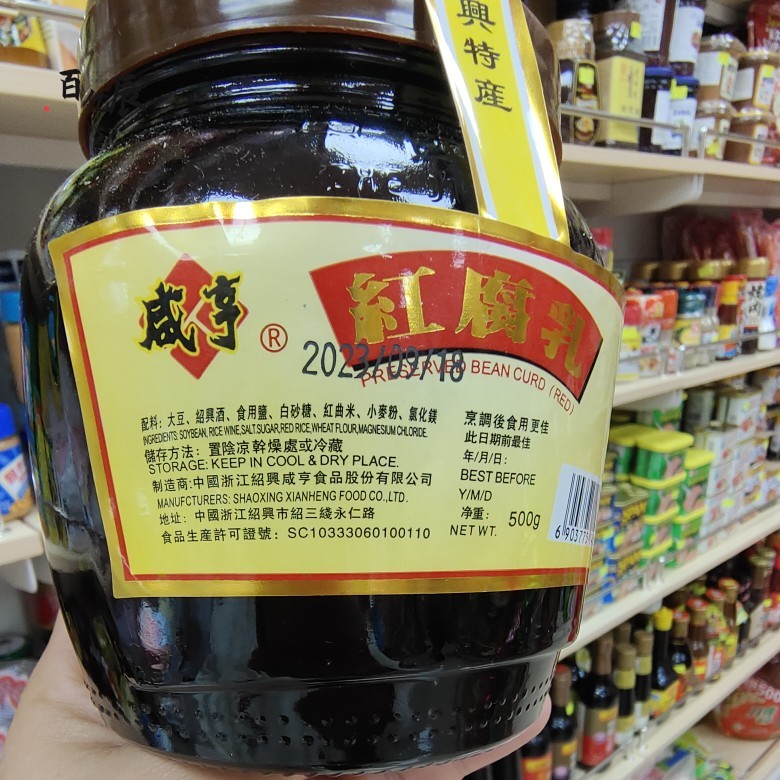 百
興特産
咸亨
®
紅腐乳
2023/09/18
PRESERVED BEAN CURD (RED)
配料: 大豆、紹興酒、食用鹽、白砂糖、紅曲米、小麥粉、氯化鎂
INGREDIENTS: SOYBEAN, RICE WINE, SALT, SUGAR, RED RICE, WHEAT FLOUR, MAGNESIUM CHLORIDE.
儲存方法: 置陰涼幹燥處或冷藏
STORAGE: KEEP IN COOL & DRY PLACE.
制造商:中國浙江紹興咸亨食品股份有限公司
MANUFCTURERS: SHAOXING XIANHENG FOOD CO.,LTD.
地址: 中國浙江紹興市紹三綫永仁路
食品生産許可證號: SC10333060100110
烹調後食用更佳
此日期前最佳
年/月/日:
BEST BEFORE
Y/M/D
净重: 500g
NET WT.